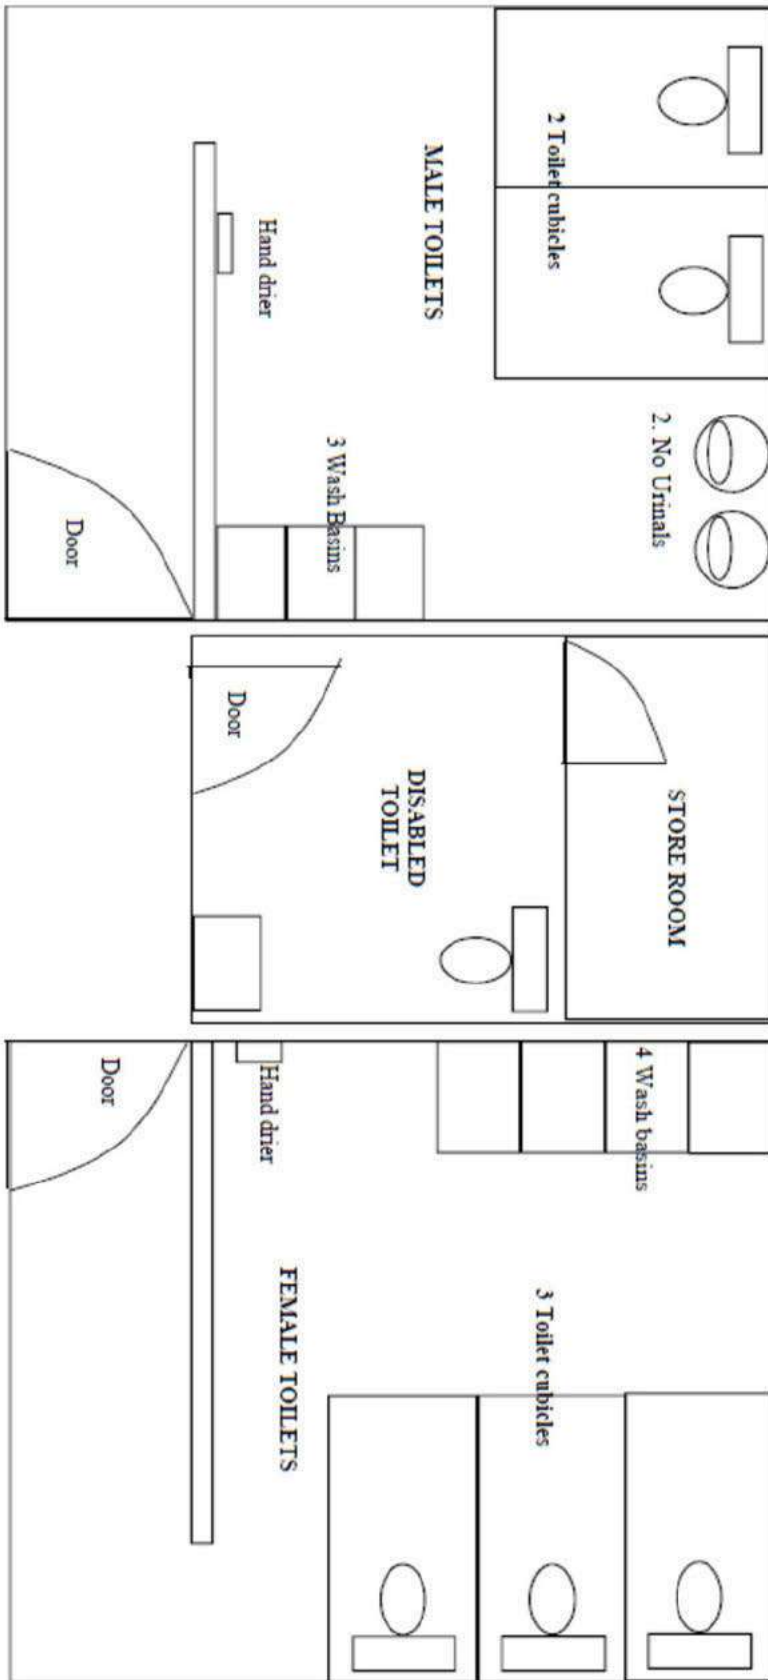 2 Toilet cubicles
MALE TOILETS
Hand drier
2. No Urinals
3 Wash Basins
Door
STORE ROOM
DISABLED
TOILET
Door
4 Wash basins
Hand drier
Door
3 Toilet cubicles
FEMALE TOILETS